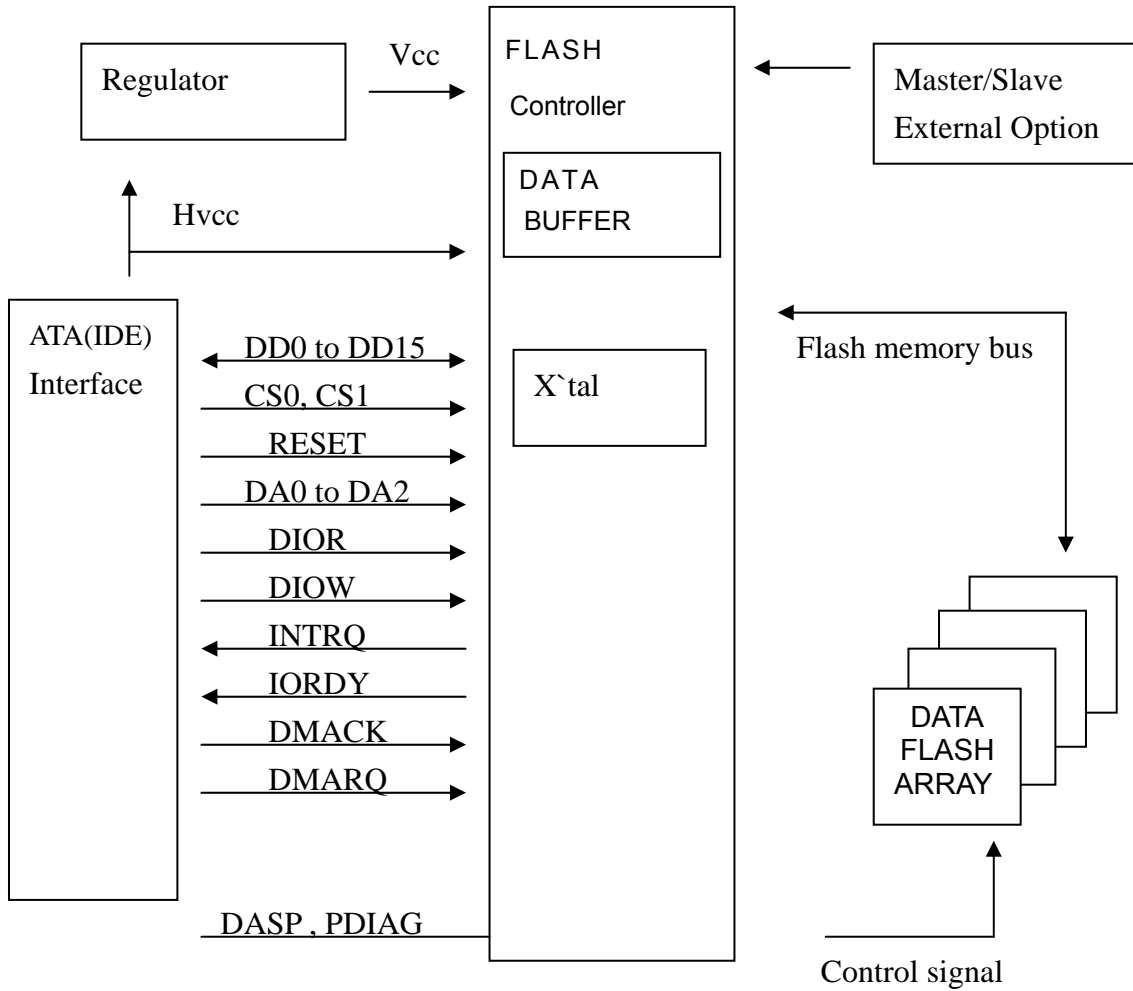 Regulator
Vcc
FLASH
Controller
Master/Slave
External Option
DATA
BUFFER
Hvcc
ATA(IDE)
Interface
DD0 to DD15
CS0, CS1
RESET
DA0 to DA2
DIOR
DIOW
INTRQ
IORDY
DMACK
DMARQ
DASP , PDIAG
X`tal
Flash memory bus
DATA
FLASH
ARRAY
Control signal